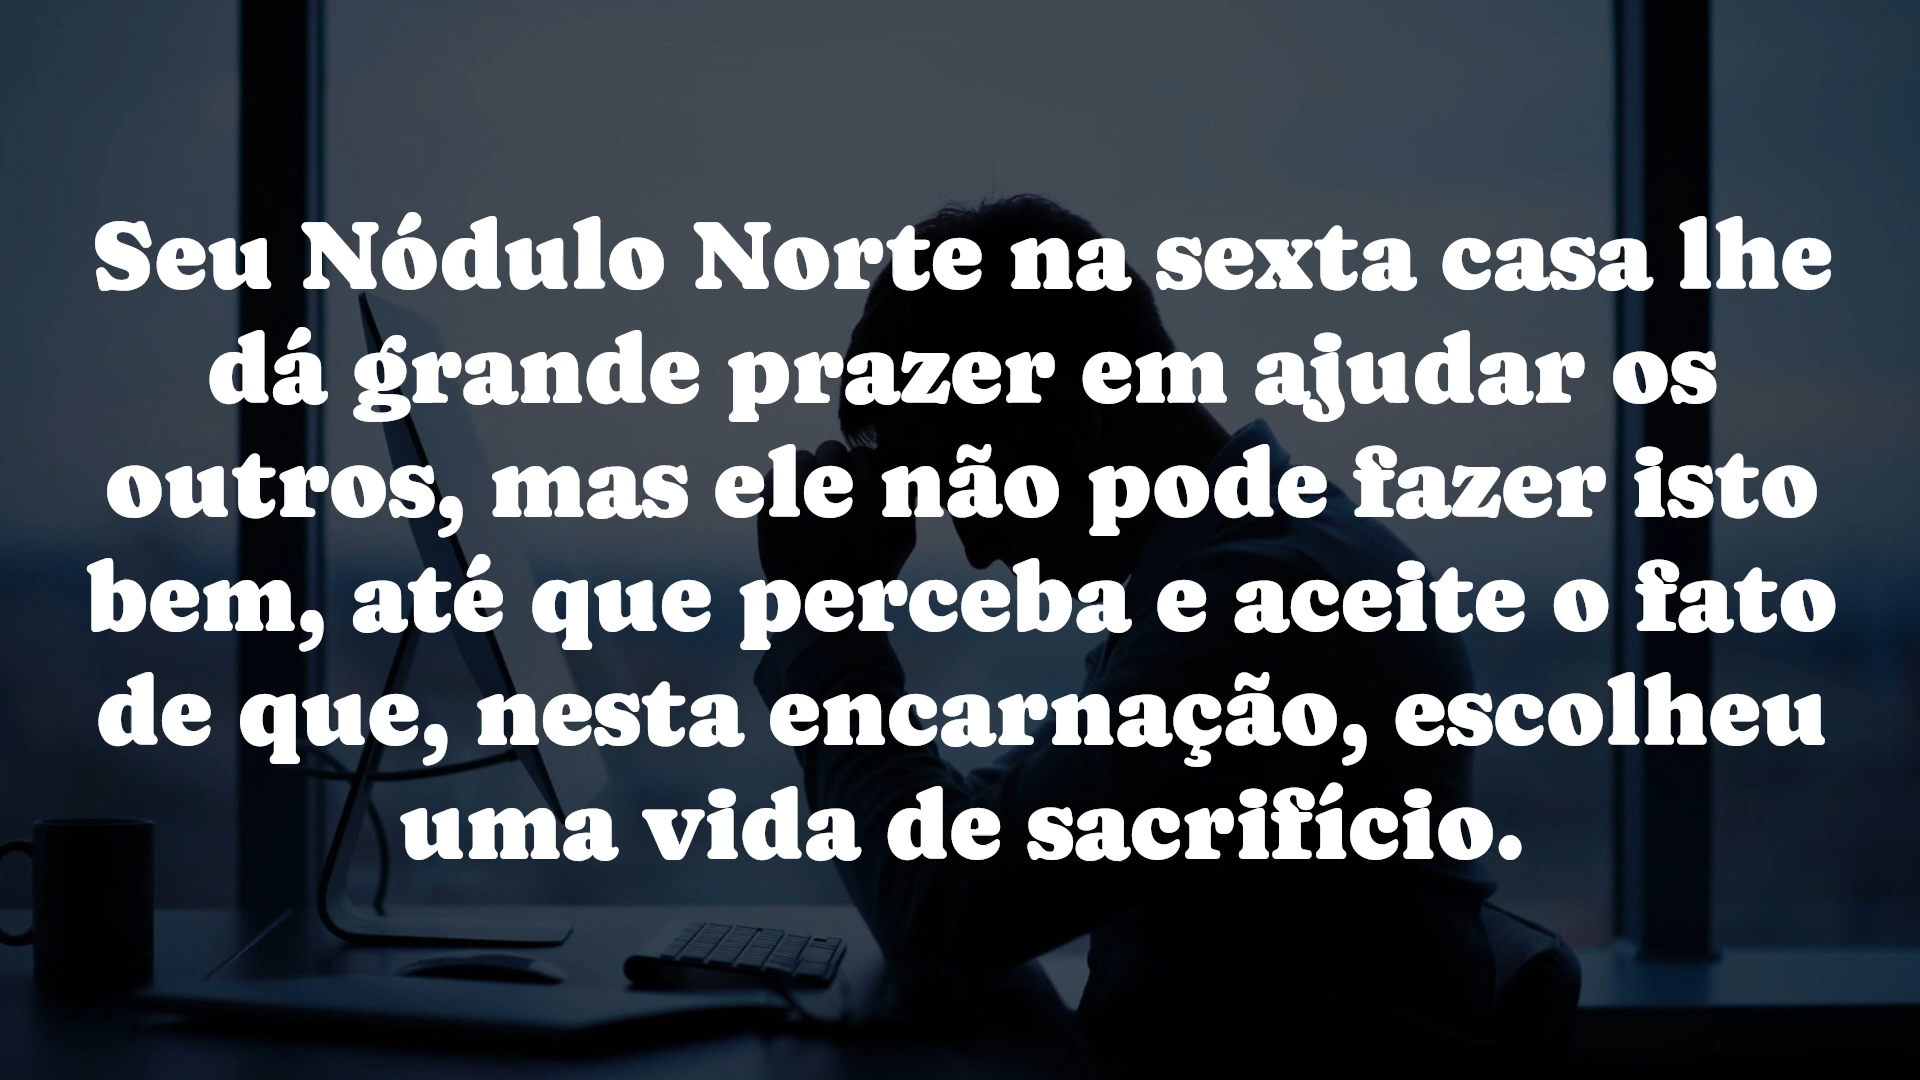 Seu Nódulo Norte na sexta casa lhe
dá grande prazer em ajudar os
outros, mas ele não pode fazer isto
bem, até que perceba e aceite o fato
de que, nesta encarnação, escolheu
uma vida de sacrifício.